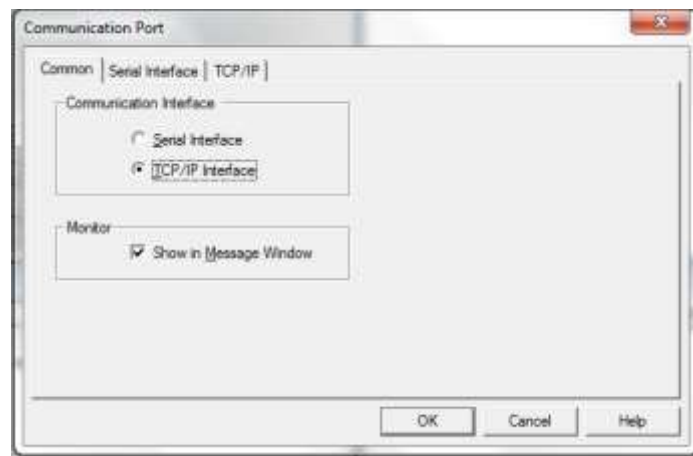 Communication Port
Common Serial Interface TCP/IP
Communication Interface
Serial Interface
TCP/IP Interface
Monitor
Show in Message Window
OK Cancel Help